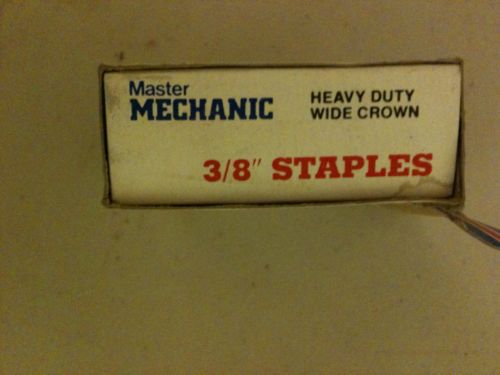 Master
MECHANIC
HEAVY DUTY
WIDE CROWN
3/8" STAPLES